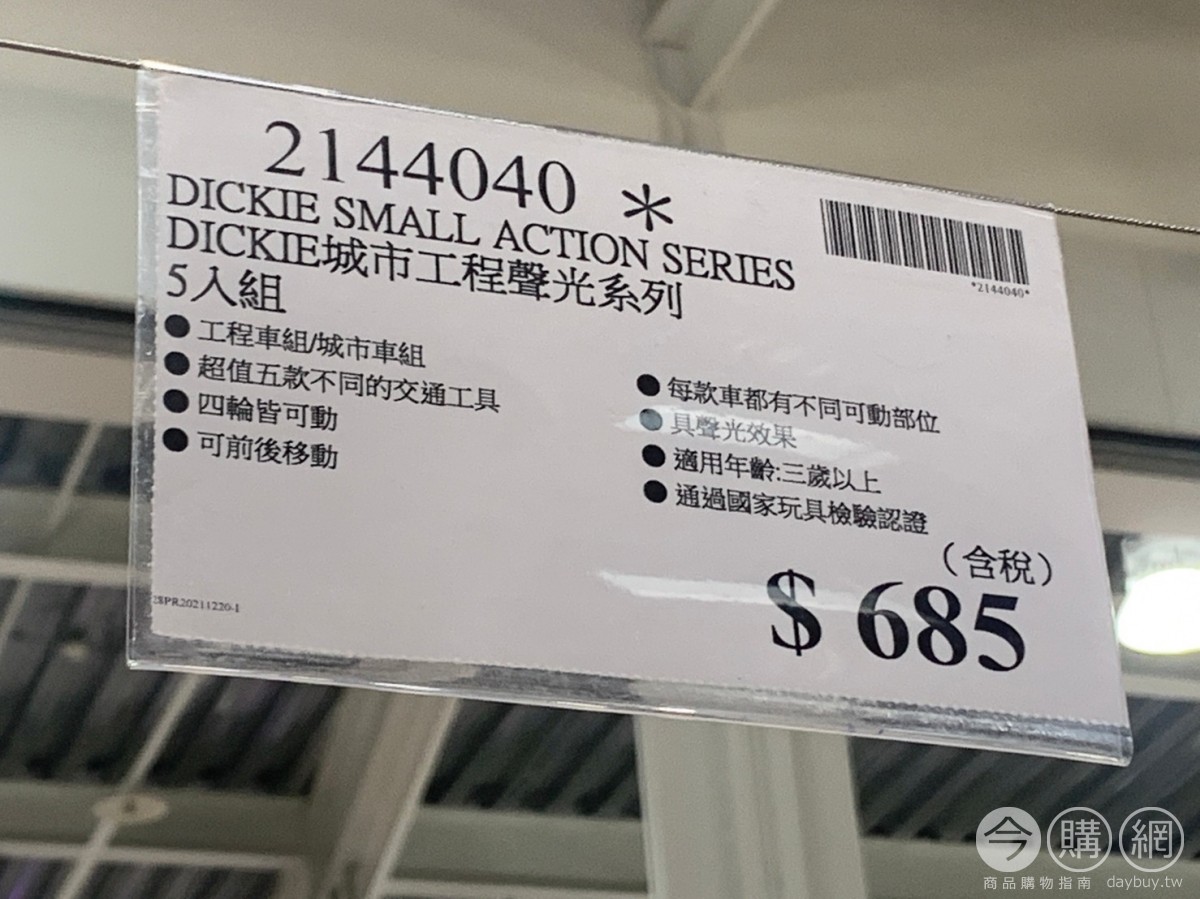 2144040 *
DICKIE SMALL ACTION SERIES
DICKIE城市工程聲光系列
5入組
*2144040*
● 工程車組/城市車組
● 超值五款不同的交通工具
● 四輪皆可動
● 可前後移動
● 每款車都有不同可動部位
● 具聲光效果
● 適用年齡:三歲以上
● 通過國家玩具檢驗認證
（含稅）
$ 685
28PR20211220-1
今購網
商品購物指南 daybuy.tw